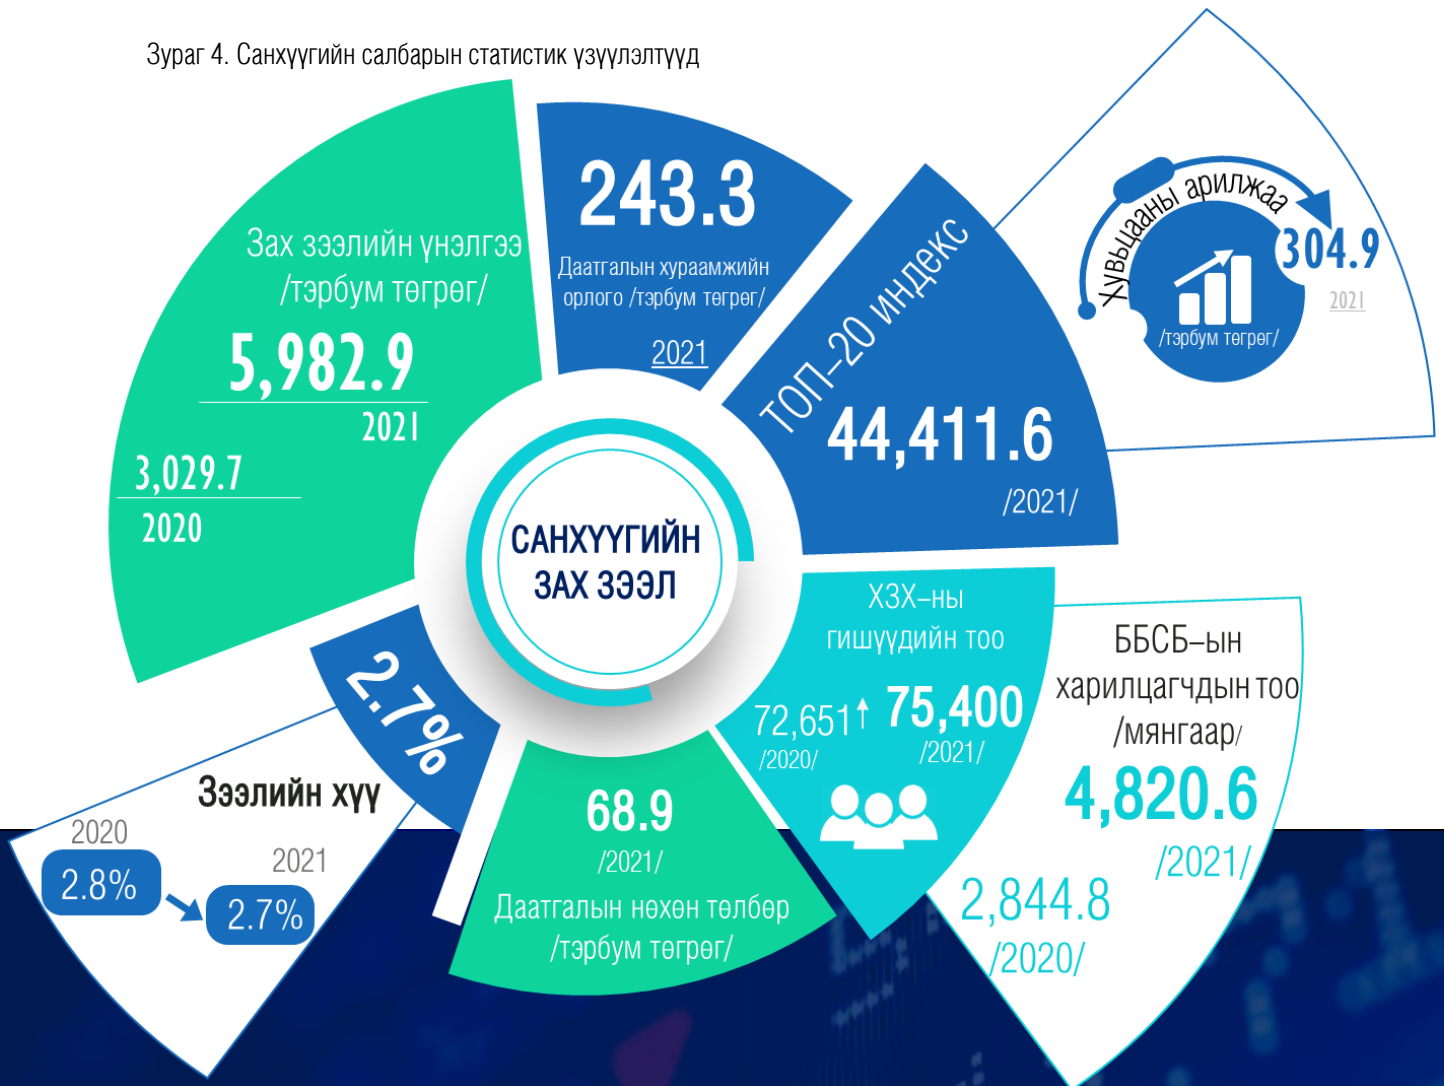 Зураг 4. Санхүүгийн салбарын статистик үзүүлэлтүүд
Зах зээлийн үнэлгээ
/тэрбум төгрөг/
5,982.9
2021
3,029.7
2020
243.3
Даатгалын хураамжийн
орлого /тэрбум төгрөг/
2021
ТОП–20 индекс
44,411.6
/2021/
Хувьцааны арилжаа
304.9
2021
/тэрбум төгрөг/
САНХҮҮГИЙН
ЗАХ ЗЭЭЛ
ХЗХ–ны
гишүүдийн тоо
72,651
/2020/
75,400
/2021/
ББСБ–ын
харилцагчдын тоо
/мянгаар/
4,820.6
/2021/
2,844.8
/2020/
68.9
/2021/
Даатгалын нөхөн төлбөр
/тэрбум төгрөг/
2.7%
Зээлийн хүү
2020
2.8%
2021
2.7%